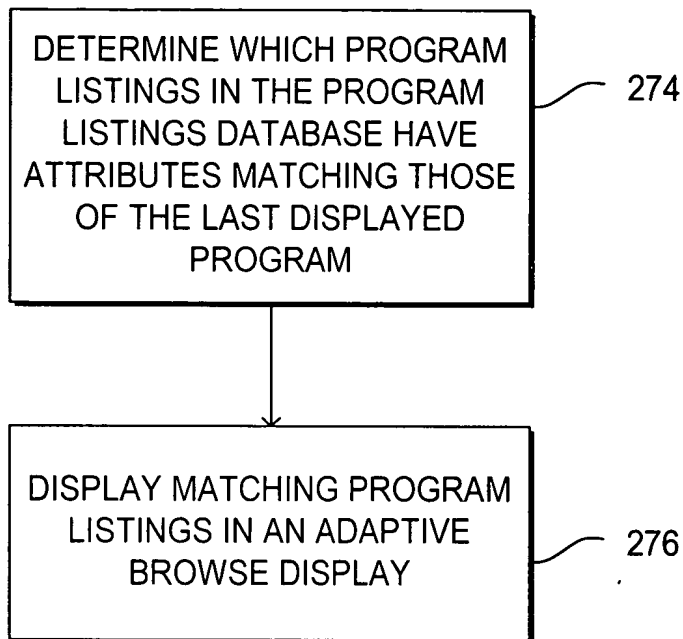 DETERMINE WHICH PROGRAM
LISTINGS IN THE PROGRAM
LISTINGS DATABASE HAVE
ATTRIBUTES MATCHING THOSE
OF THE LAST DISPLAYED
PROGRAM
274
DISPLAY MATCHING PROGRAM
LISTINGS IN AN ADAPTIVE
BROWSE DISPLAY
276